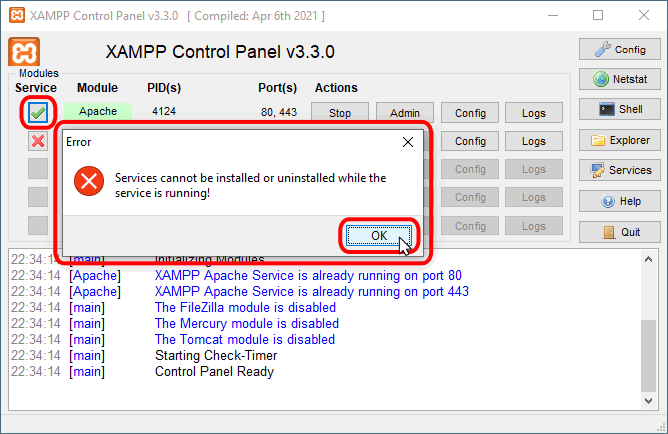 XAMPP Control Panel v3.3.0 [ Compiled: Apr 6th 2021 ]
XAMPP Control Panel v3.3.0
Modules
Service Module PID(s) Port(s) Actions
Apache 4124 80, 443 Stop Admin Config Logs
Config
Netstat
Shell
Explorer
Services
Help
Quit
Config Logs
Config Logs
Config Logs
Config Logs
Error
Services cannot be installed or uninstalled while the
service is running!
OK
22:34:14 [main] Initializing Modules
22:34:14 [Apache] XAMPP Apache Service is already running on port 80
22:34:14 [Apache] XAMPP Apache Service is already running on port 443
22:34:14 [main] The FileZilla module is disabled
22:34:14 [main] The Mercury module is disabled
22:34:14 [main] The Tomcat module is disabled
22:34:14 [main] Starting Check-Timer
22:34:14 [main] Control Panel Ready